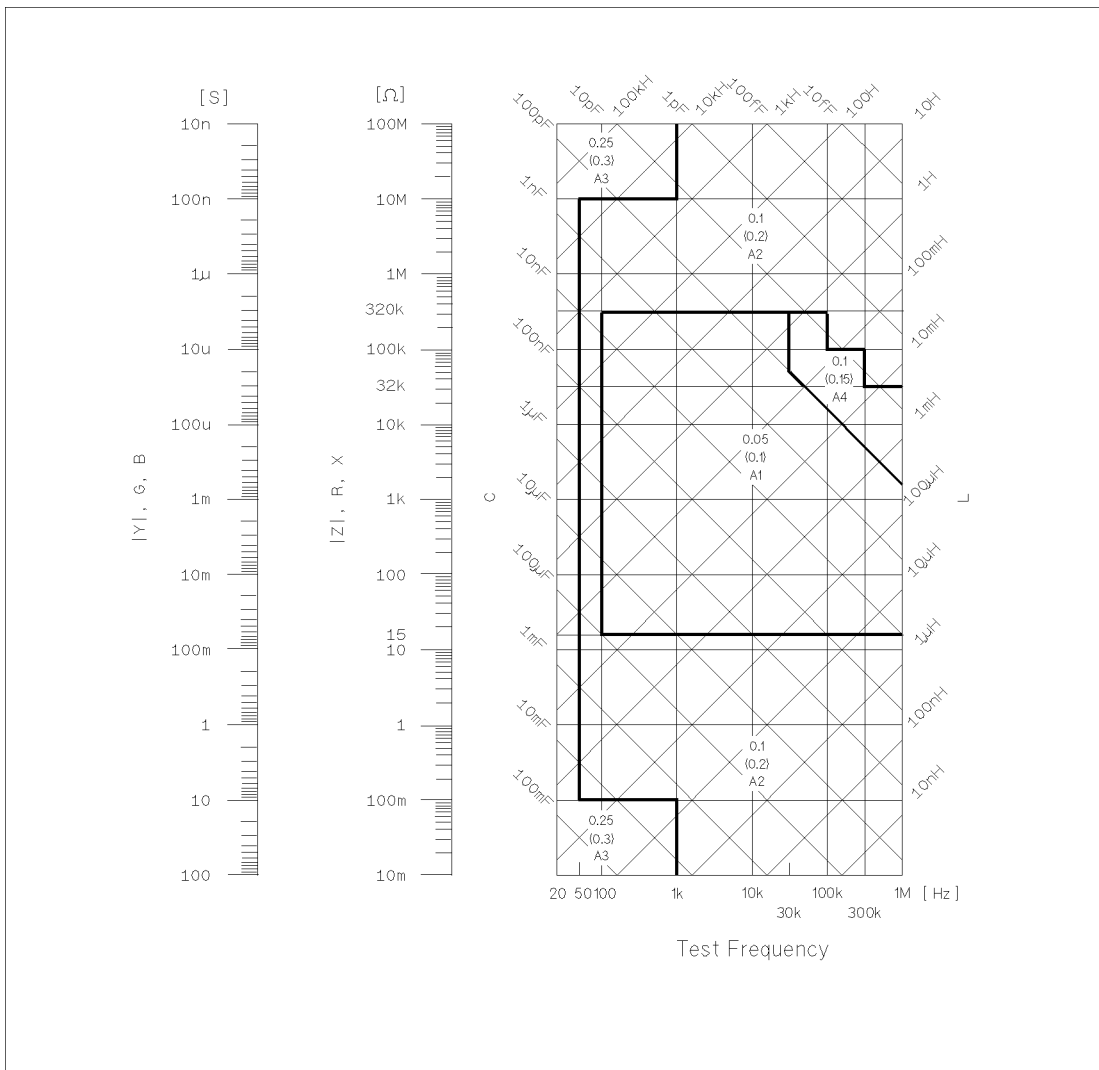 [S]
10n
100n
1µ
10u
100u
1m
10m
100m
1
10
100
|Y|, G, B
[Ω]
100M
10M
1M
320k
100k
32k
10k
1k
100
15
10
1
100m
10m
|Z|, R, X
100pF
10pF
100kH
1pF
10kH
100fF
1kH
10fF
100H
10H
1nF
10nF
100nF
1µF
10µF
100µF
1mF
10mF
100mF
C
1H
100mH
10mH
1mH
100µH
10µH
1µH
100nH
10nH
L
0.25
(0.3)
A3
0.1
(0.2)
A2
0.1
(0.15)
A4
0.05
(0.1)
A1
0.1
(0.2)
A2
0.25
(0.3)
A3
20 50 100 1k 10k 100k 1M [Hz]
30k 300k
Test Frequency